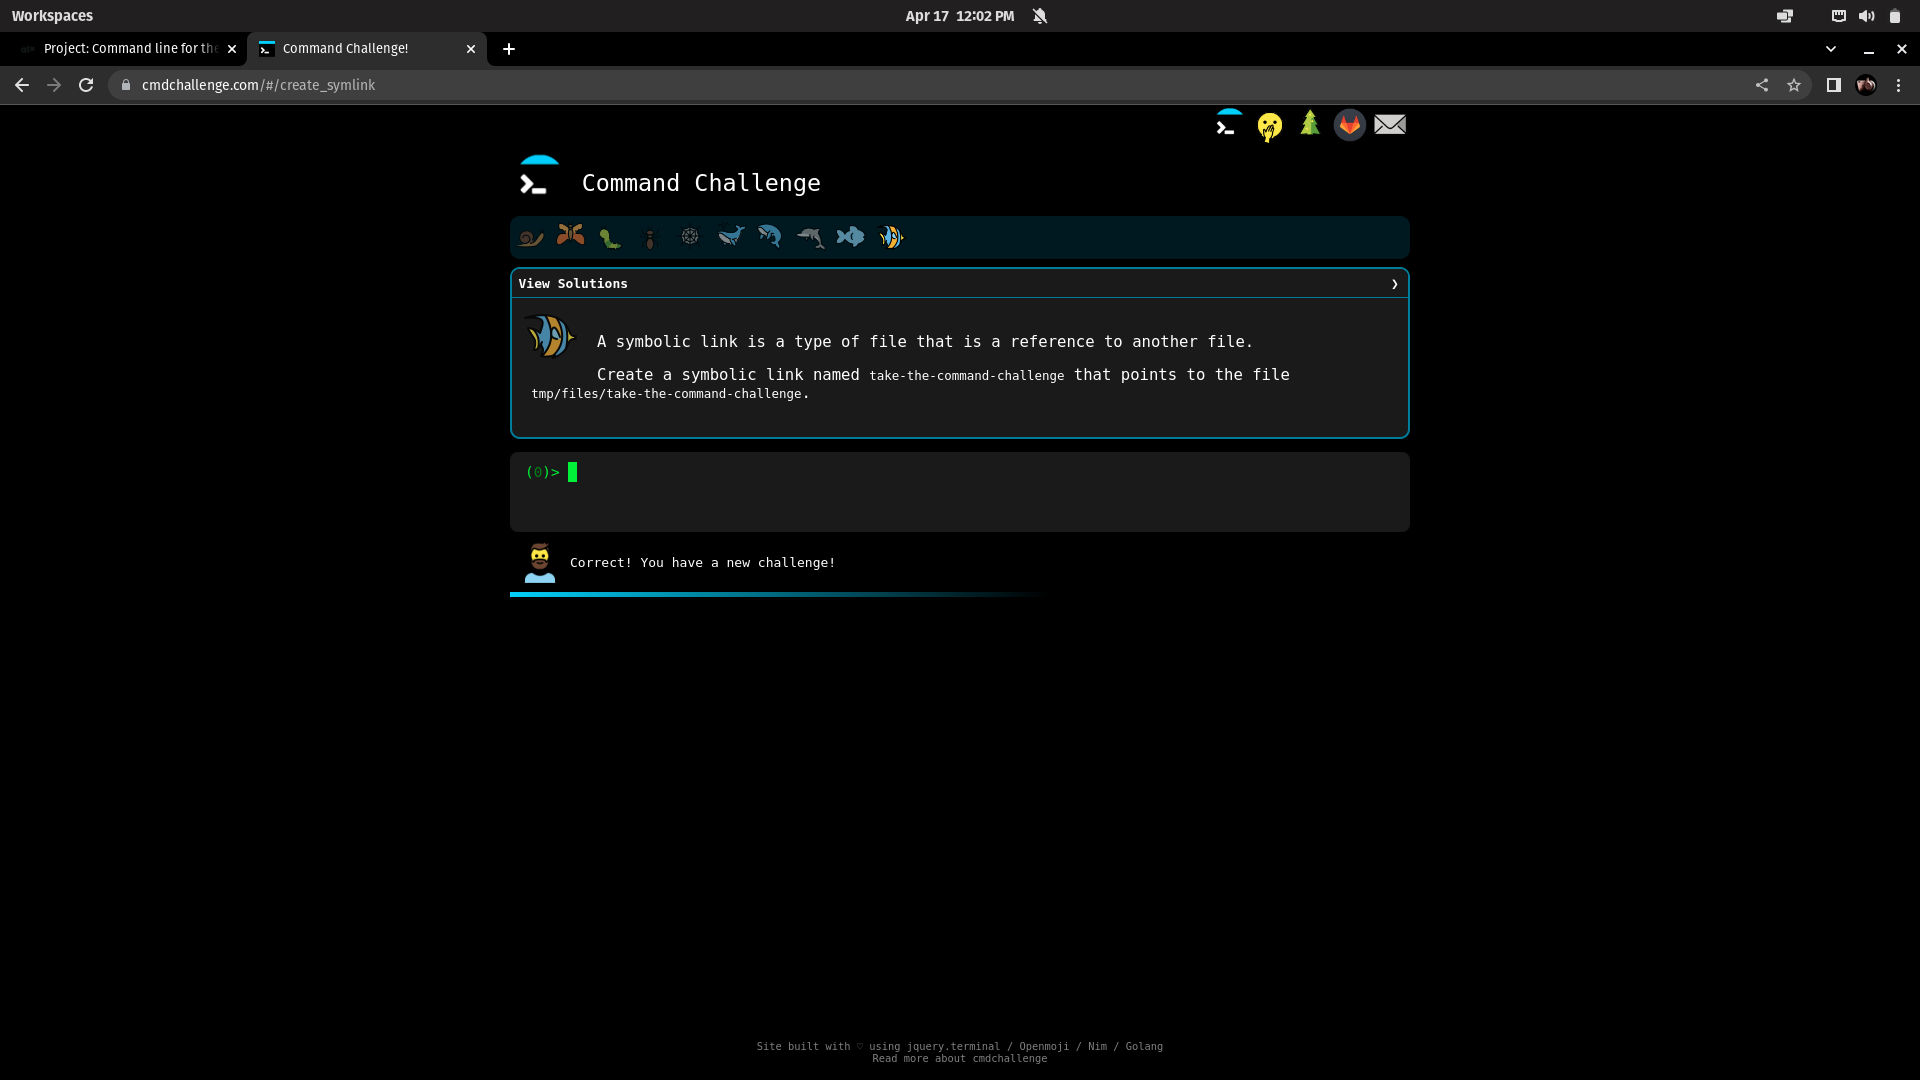 Workspaces
Apr 17 12:02 PM
Project: Command line for the
Command Challenge!
cmdchallenge.com/#/create_symlink
Command Challenge
View Solutions
A symbolic link is a type of file that is a reference to another file.
Create a symbolic link named take-the-command-challenge that points to the file
tmp/files/take-the-command-challenge.
(0)>
Correct! You have a new challenge!
Site built with ♡ using jquery.terminal / Openmoji / Nim / Golang
Read more about cmdchallenge